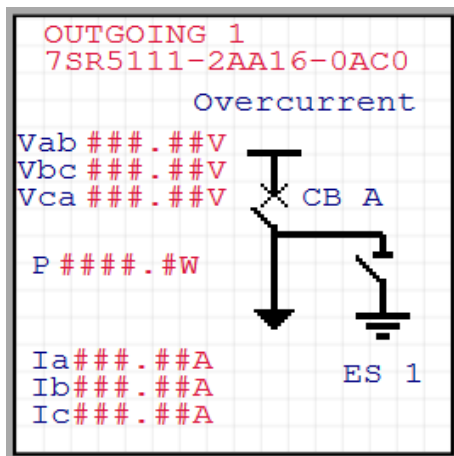 OUTGOING 1
7SR5111-2AA16-0AC0
Overcurrent
Vab ###.##V
Vbc ###.##V
Vca ###.##V
CB A
P ####.#W
Ia###.##A
Ib###.##A
Ic###.##A
ES 1